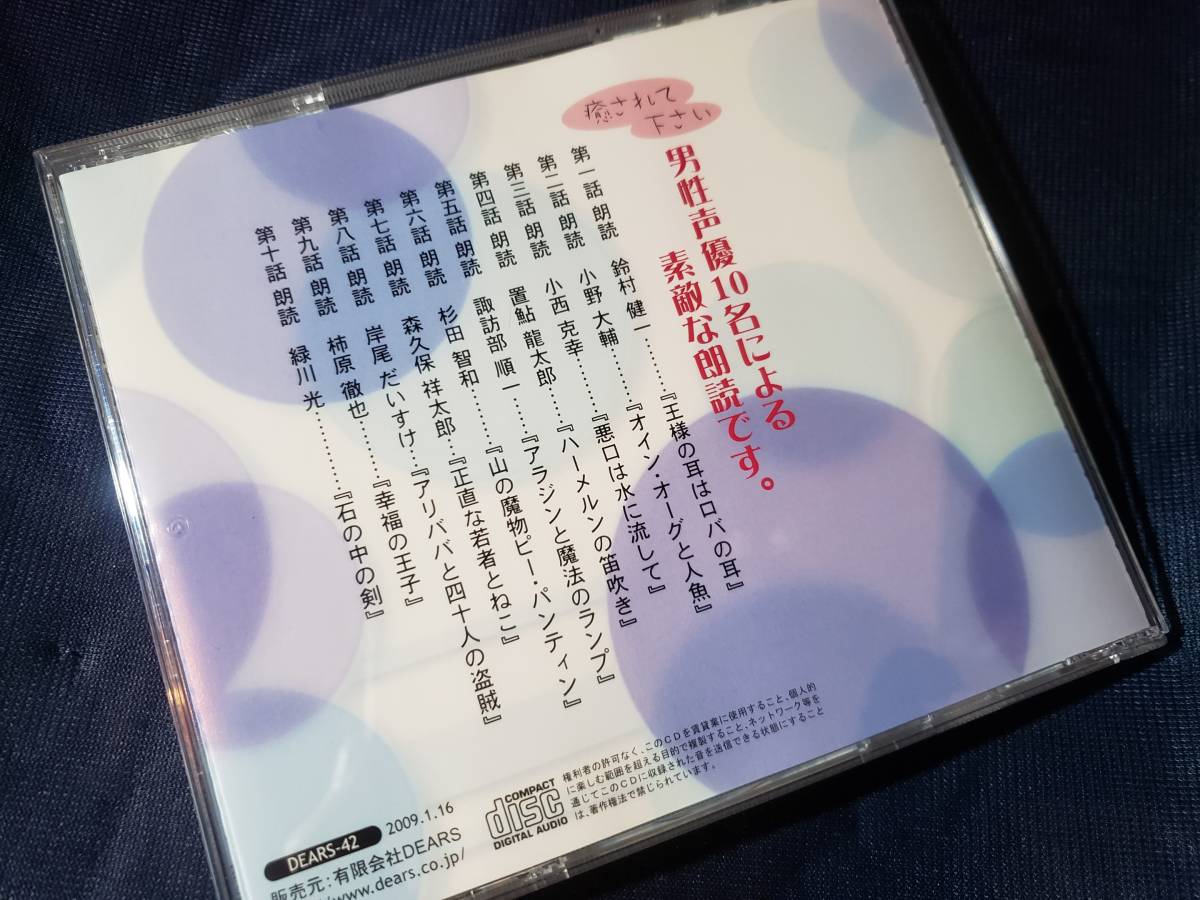 癒されて
下さい
男性声優10名による
素敵な朗読です。
第一話 朗読 鈴村 健一………『王様の耳はロバの耳』
第二話 朗読 小野 大輔………『オイン・オーグと人魚』
第三話 朗読 小西 克幸………『悪口は水に流して』
第四話 朗読 置鮎 龍太郎……『ハーメルンの笛吹き』
第五話 朗読 諏訪部 順一……『アラジンと魔法のランプ』
第六話 朗読 杉田 智和………『山の魔物ピー・パンティン』
第七話 朗読 森久保 祥太郎…『正直な若者とねこ』
第八話 朗読 岸尾 だいすけ…『アリババと四十人の盗賊』
第九話 朗読 柿原 徹也………『幸福の王子』
第十話 朗読 緑川 光…………『石の中の剣』
権利者の許可なく、このCDを賃貸業に使用すること、個人的
に楽しむ範囲を超える目的で複製すること、ネットワーク等を
通じてこのCDに収録された音を送信できる状態にすること
は、著作権法で禁じられています。
COMPACT
disc
DIGITAL AUDIO
DEARS-42 2009.1.16
販売元:有限会社DEARS
//www.dears.co.jp/